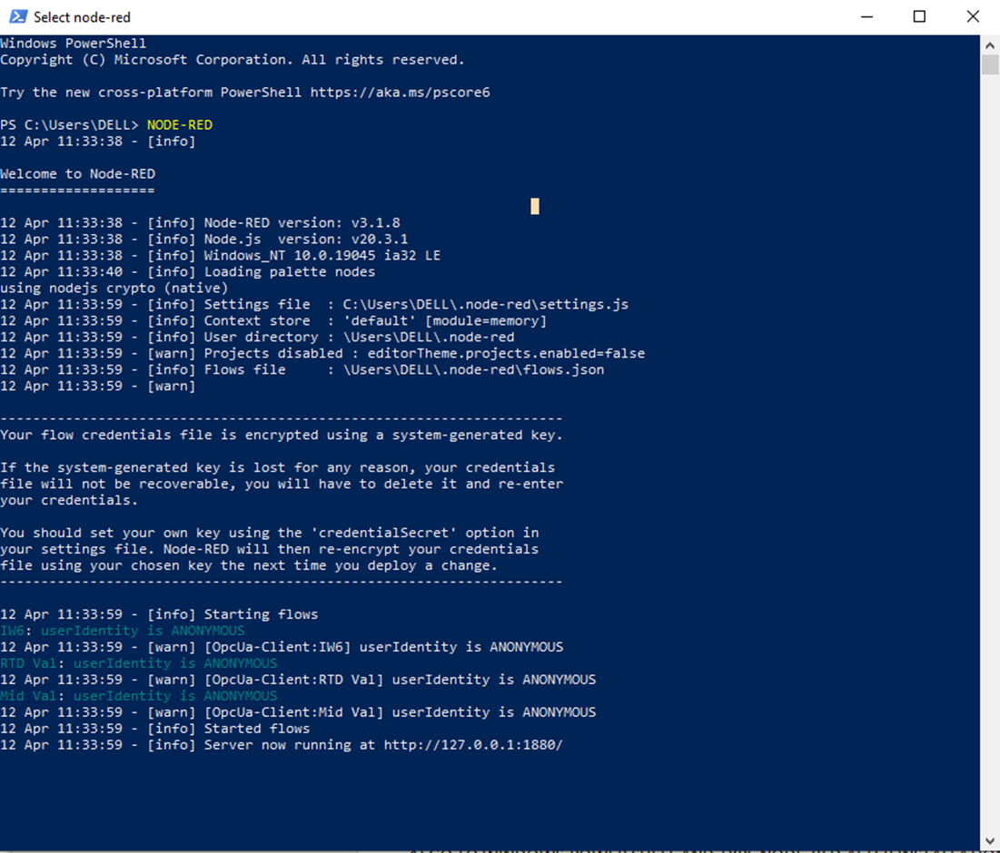 Select node-red
Windows PowerShell
Copyright (C) Microsoft Corporation. All rights reserved.
Try the new cross-platform PowerShell https://aka.ms/pscore6
PS C:\Users\DELL> NODE-RED
12 Apr 11:33:38 - [info]
Welcome to Node-RED
===================
12 Apr 11:33:38 - [info] Node-RED version: v3.1.8
12 Apr 11:33:38 - [info] Node.js  version: v20.3.1
12 Apr 11:33:38 - [info] Windows_NT 10.0.19045 ia32 LE
12 Apr 11:33:40 - [info] Loading palette nodes
using nodejs crypto (native)
12 Apr 11:33:59 - [info] Settings file  : C:\Users\DELL\.node-red\settings.js
12 Apr 11:33:59 - [info] Context store  : 'default' [module=memory]
12 Apr 11:33:59 - [info] User directory : \Users\DELL\.node-red
12 Apr 11:33:59 - [warn] Projects disabled : editorTheme.projects.enabled=false
12 Apr 11:33:59 - [info] Flows file     : \Users\DELL\.node-red\flows.json
12 Apr 11:33:59 - [warn]
---------------------------------------------------------------------
Your flow credentials file is encrypted using a system-generated key.
If the system-generated key is lost for any reason, your credentials
file will not be recoverable, you will have to delete it and re-enter
your credentials.
You should set your own key using the 'credentialSecret' option in
your settings file. Node-RED will then re-encrypt your credentials
file using your chosen key the next time you deploy a change.
---------------------------------------------------------------------
12 Apr 11:33:59 - [info] Starting flows
IW6: userIdentity is ANONYMOUS
12 Apr 11:33:59 - [warn] [OpcUa-Client:IW6] userIdentity is ANONYMOUS
RTD Val: userIdentity is ANONYMOUS
12 Apr 11:33:59 - [warn] [OpcUa-Client:RTD Val] userIdentity is ANONYMOUS
Mid Val: userIdentity is ANONYMOUS
12 Apr 11:33:59 - [warn] [OpcUa-Client:Mid Val] userIdentity is ANONYMOUS
12 Apr 11:33:59 - [info] Started flows
12 Apr 11:33:59 - [info] Server now running at http://127.0.0.1:1880/